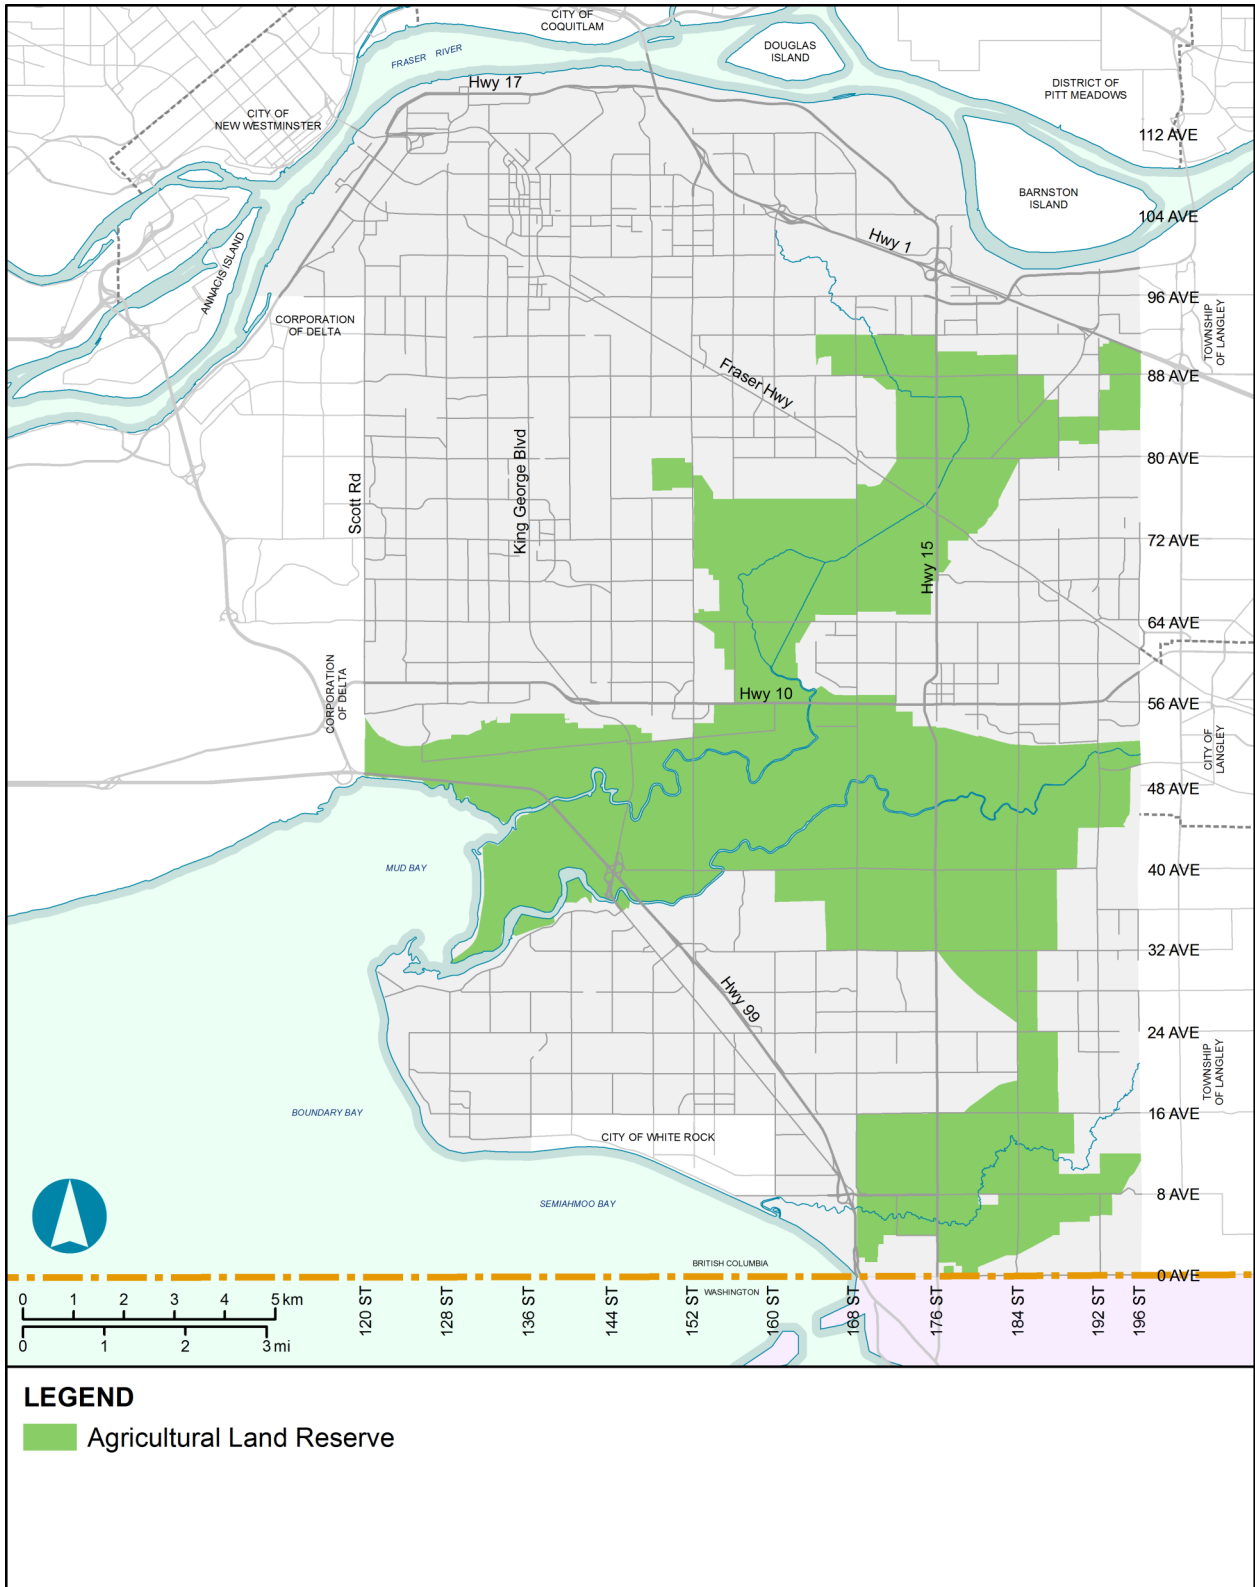 CITY OF
COQUITLAM
FRASER RIVER
DOUGLAS
ISLAND
Hwy 17
DISTRICT OF
PITT MEADOWS
CITY OF
NEW WESTMINSTER
112 AVE
BARNSTON
ISLAND
104 AVE
Hwy 1
ANNACIS ISLAND
96 AVE
CORPORATION
OF DELTA
TOWNSHIP
OF LANGLEY
88 AVE
Fraser Hwy
80 AVE
King George Blvd
Scott Rd
72 AVE
Hwy 15
64 AVE
CORPORATION
OF DELTA
Hwy 10
56 AVE
CITY OF
LANGLEY
48 AVE
MUD BAY
40 AVE
32 AVE
Hwy 99
24 AVE
TOWNSHIP
OF LANGLEY
BOUNDARY BAY
16 AVE
CITY OF WHITE ROCK
8 AVE
SEMIAHMOO BAY
BRITISH COLUMBIA
0 AVE
WASHINGTON
0 1 2 3 4 5 km
0 1 2 3 mi
120 ST
128 ST
136 ST
144 ST
152 ST
160 ST
168 ST
176 ST
184 ST
192 ST
196 ST
LEGEND
Agricultural Land Reserve